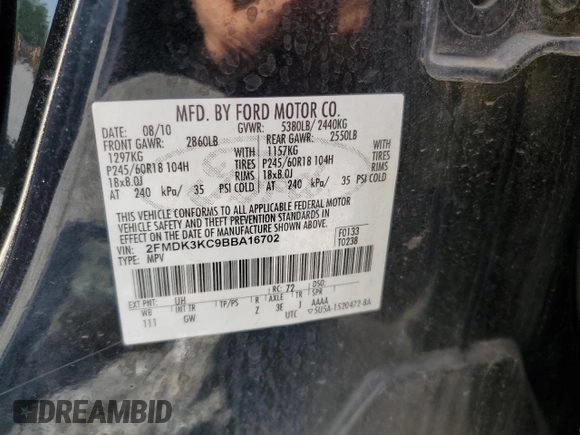 MFD. BY FORD MOTOR CO.
DATE: 08/10 GVWR: 5380LB/ 2440KG
FRONT GAWR: 2860LB REAR GAWR: 2550LB
1297KG WITH 1157KG WITH
P245/60R18 104H TIRES P245/60R18 104H TIRES
18x8.0J RIMS 18x8.0J RIMS
AT 240 kPa/ 35 PSI COLD AT 240 kPa/ 35 PSI COLD
THIS VEHICLE CONFORMS TO ALL APPLICABLE FEDERAL MOTOR
VEHICLE SAFETY AND THEFT PREVENTION STANDARDS IN
EFFECT ON THE DATE OF MANUFACTURE SHOWN ABOVE.
VIN: 2FMDK3KC9BBA16702 F0133
TYPE: MPV T0238
EXT PNT: UH RC: 72 DSO:
WB INT TR TP/PS R AXLE TR SPR
111 GW Z 3E J AAAA
UTC ▽5U5A-1520472-BA
DREAMBID